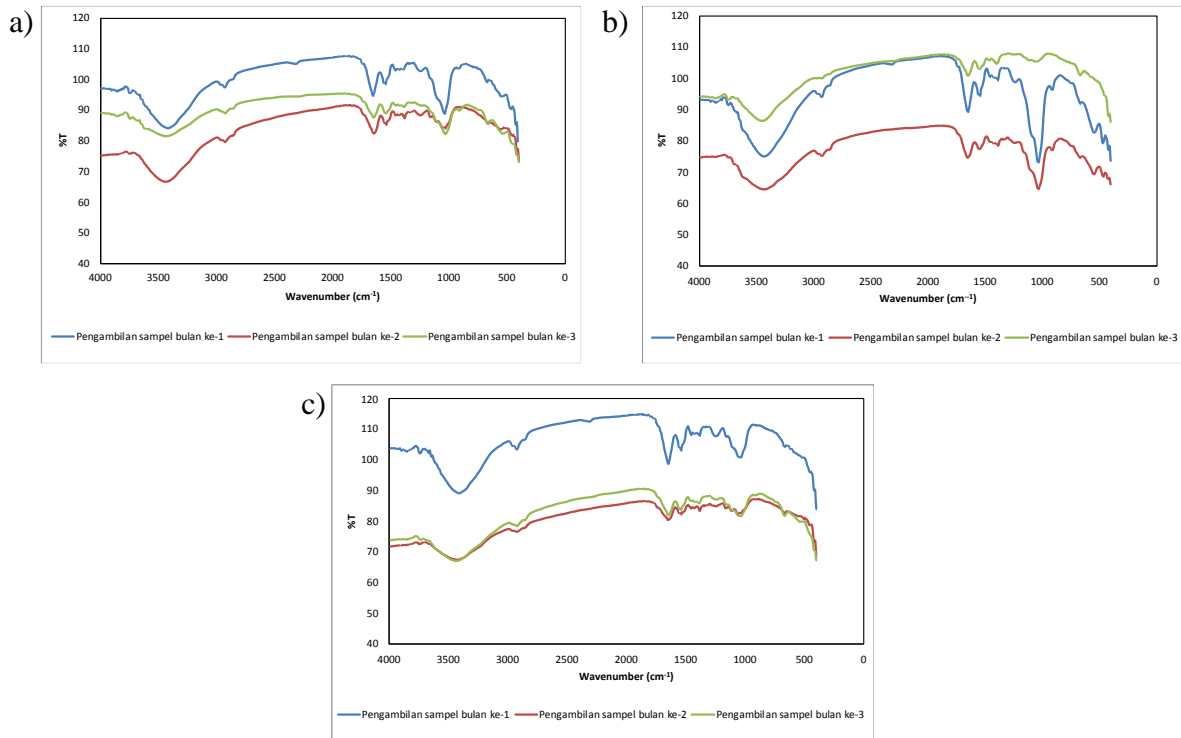 a)
120
110
100
90
80
70
60
50
40
%T
4000 3500 3000 2500 2000 1500 1000 500 0
Wavenumber (cm-1)
Pengambilan sampel bulan ke-1 Pengambilan sampel bulan ke-2 Pengambilan sampel bulan ke-3
b)
120
110
100
90
80
70
60
50
40
%T
4000 3500 3000 2500 2000 1500 1000 500 0
Wavenumber (cm–1)
Pengambilan sampel bulan ke-1 Pengambilan sampel bulan ke-2 Pengambilan sampel bulan ke-3
c)
120
110
100
90
80
70
60
50
40
%T
4000 3500 3000 2500 2000 1500 1000 500 0
Wavenumber (cm-1)
Pengambilan sampel bulan ke-1 Pengambilan sampel bulan ke-2 Pengambilan sampel bulan ke-3